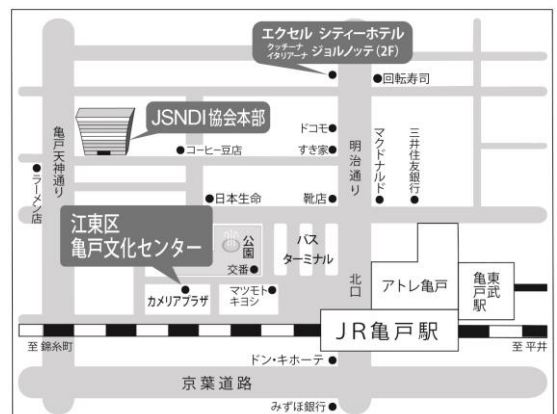 エクセル シティーホテル
クッチーナ
イタリアーナ ジョルノッテ(2F)
回転寿司
JSNDI協会本部
ドコモ
すき家
コーヒー豆店
亀戸天神通り
ラーメン店
明治通り
マクドナルド
三井住友銀行
日本生命
靴店
江東区
亀戸文化センター
公園
バス
ターミナル
交番
北口
アトレ亀戸
東武
亀戸駅
カメリアプラザ
マツモト
キヨシ
JR亀戸駅
至 錦糸町
至 平井
ドン・キホーテ
京葉道路
みずほ銀行